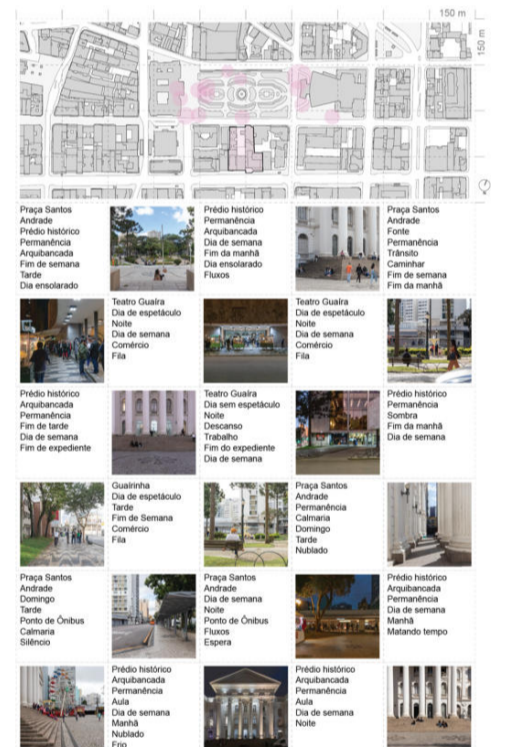 150 m
150 m
Praça Santos
Andrade
Prédio histórico
Permanência
Arquibancada
Fim de semana
Tarde
Dia ensolarado
Prédio histórico
Permanência
Arquibancada
Dia de semana
Fim da manhã
Dia ensolarado
Fluxos
Praça Santos
Andrade
Fonte
Permanência
Trânsito
Caminhar
Fim de semana
Fim da manhã
Teatro Guaíra
Dia de espetáculo
Noite
Dia de semana
Comércio
Fila
Teatro Guaíra
Dia de espetáculo
Noite
Dia de semana
Comércio
Fila
Prédio histórico
Arquibancada
Permanência
Fim de tarde
Dia de semana
Fim de expediente
Teatro Guaíra
Dia sem espetáculo
Noite
Descanso
Trabalho
Fim do expediente
Dia de semana
Prédio histórico
Permanência
Sombra
Fim da manhã
Dia de semana
Guaírinha
Dia de espetáculo
Tarde
Fim de Semana
Comércio
Fila
Praça Santos
Andrade
Permanência
Calmaria
Domingo
Tarde
Nublado
Praça Santos
Andrade
Domingo
Tarde
Ponto de Ônibus
Calmaria
Silêncio
Praça Santos
Andrade
Dia de semana
Noite
Ponto de Ônibus
Fluxos
Espera
Prédio histórico
Arquibancada
Permanência
Dia de semana
Manhã
Matando tempo
Prédio histórico
Arquibancada
Permanência
Aula
Dia de semana
Manhã
Nublado
Frio
Prédio histórico
Arquibancada
Permanência
Aula
Dia de semana
Noite